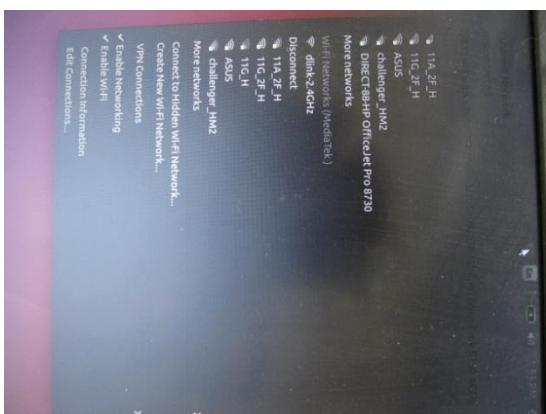 En
11A_2F_H
11G_2F_H
ASUS
challenger_HM2
DIRECT-88-HP OfficeJet Pro 8730
More networks
Wi-Fi Networks (MediaTek)
dlink-2.4GHz
Disconnect
11A_2F_H
11G_2F_H
11G_H
ASUS
challenger_HM2
More networks
Connect to Hidden Wi-Fi Network...
Create New Wi-Fi Network...
VPN Connections
Enable Networking
Enable Wi-Fi
Connection Information
Edit Connections...